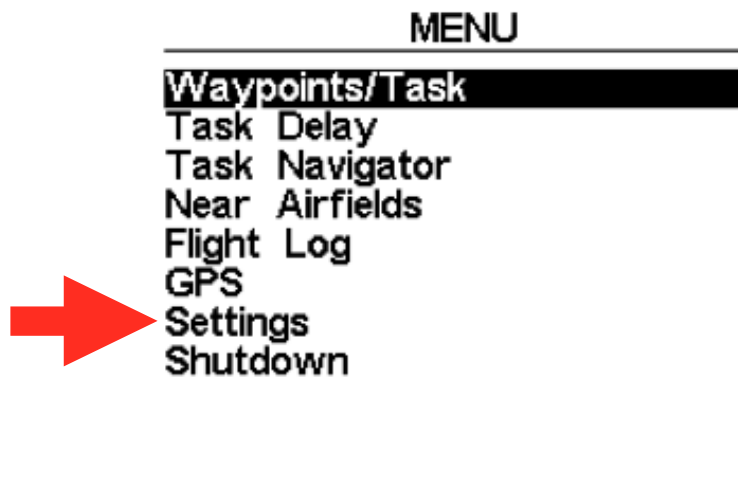 MENU
Waypoints/Task
Task Delay
Task Navigator
Near Airfields
Flight Log
GPS
Settings
Shutdown